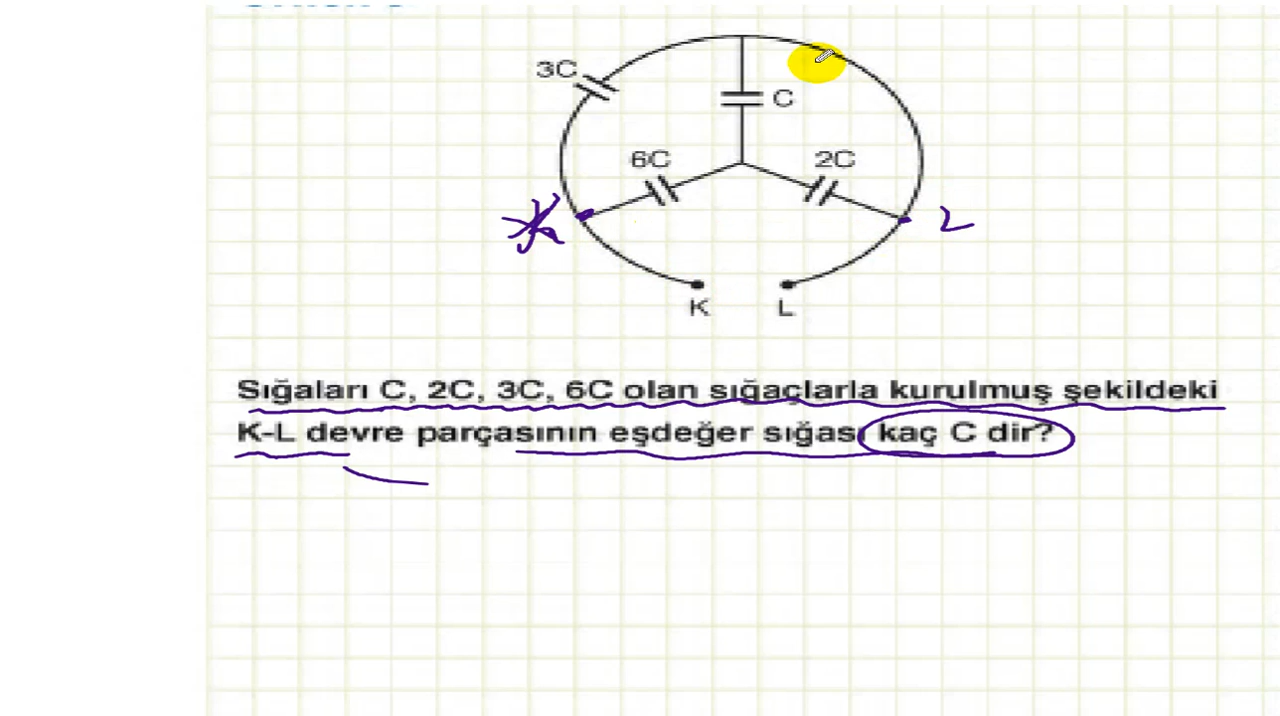 3C
C
6C
2C
K
L
K L
Sığaları C, 2C, 3C, 6C olan sığaçlarla kurulmuş şekildeki
K-L devre parçasının eşdeğer sığası kaç C dir?